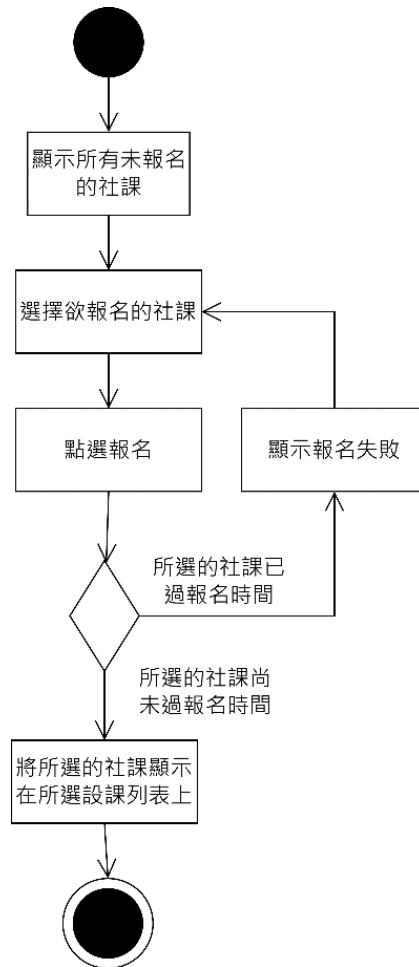 顯示所有未報名
的社課
選擇欲報名的社課
點選報名
顯示報名失敗
所選的社課已
過報名時間
所選的社課尚
未過報名時間
將所選的社課顯示
在所選設課列表上